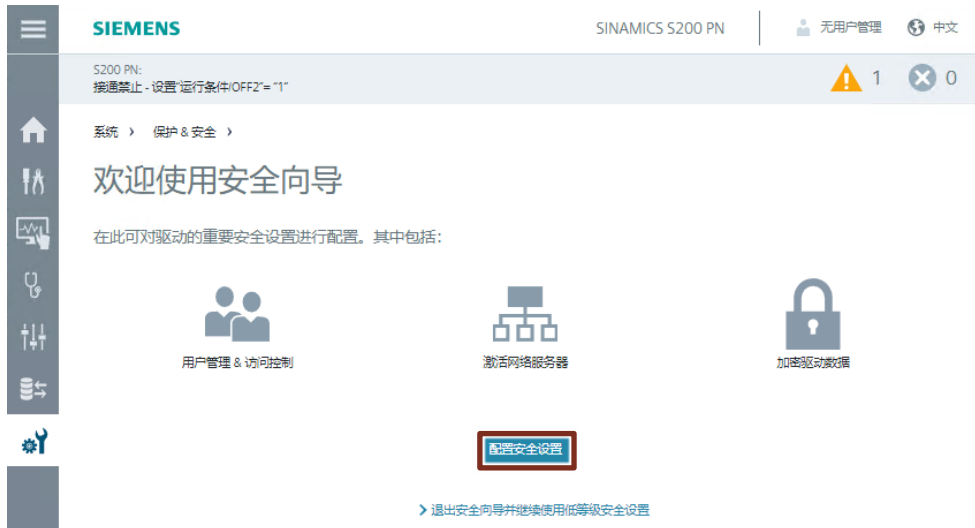 SIEMENS
SINAMICS S200 PN
无用户管理
中文
S200 PN:
接通禁止 - 设置"运行条件/OFF2"= "1"
1
0
系统 › 保护 & 安全 ›
欢迎使用安全向导
在此可对驱动的重要安全设置进行配置。其中包括：
用户管理 & 访问控制
激活网络服务器
加密驱动数据
配置安全设置
退出安全向导并继续使用低等级安全设置